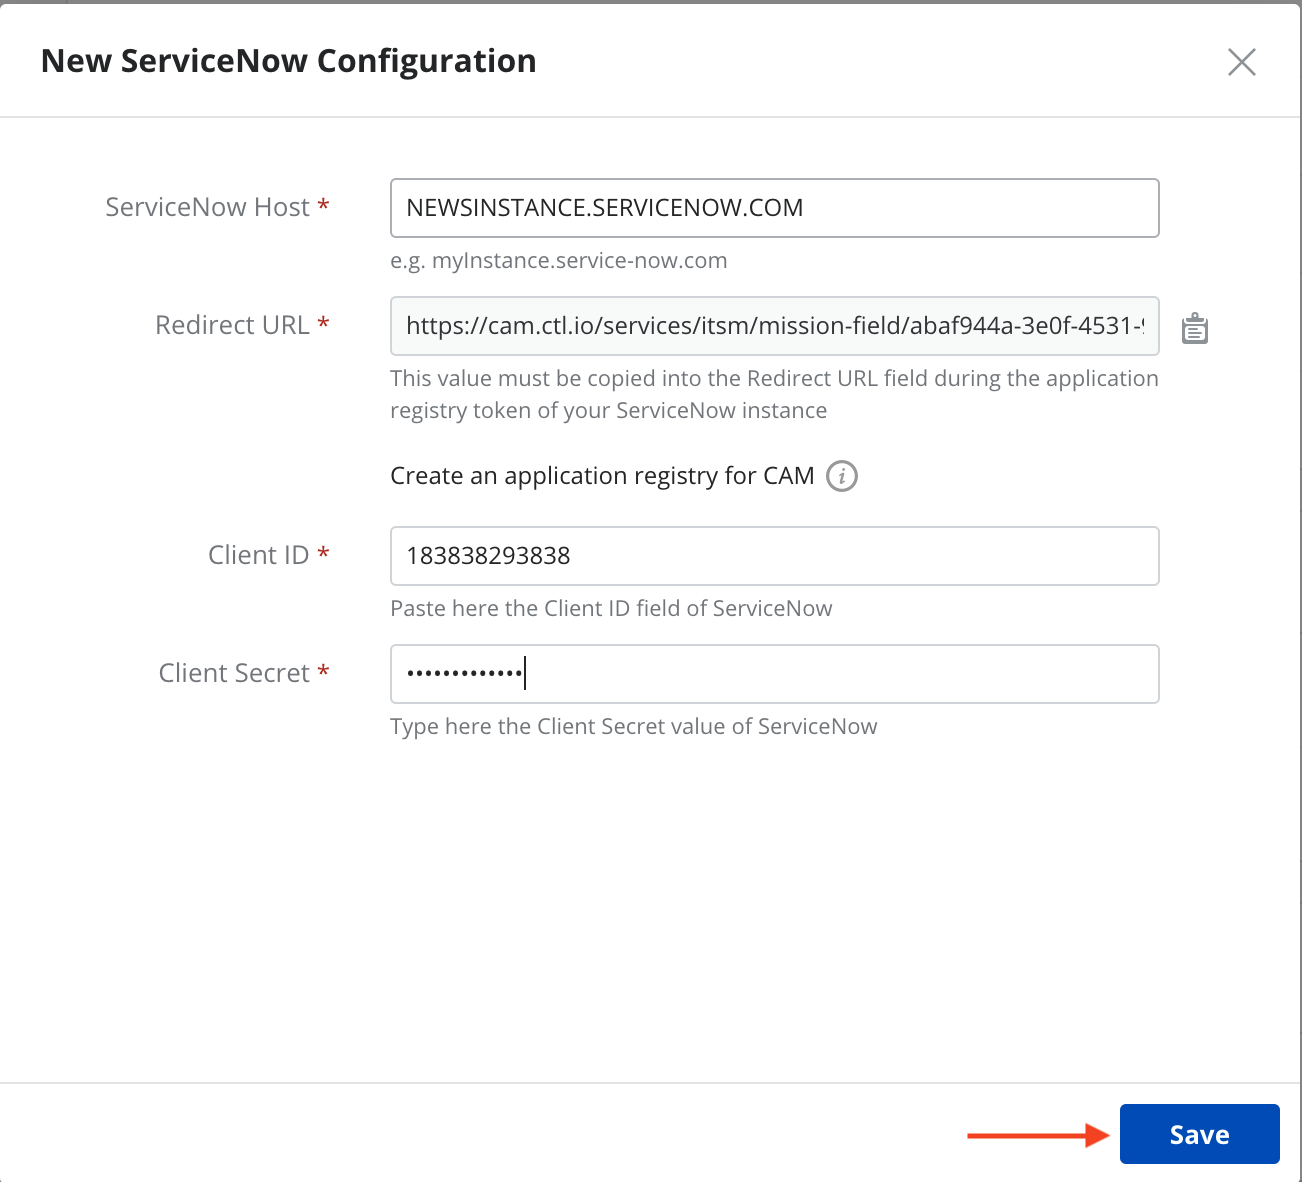 New ServiceNow Configuration
ServiceNow Host *
NEWSINSTANCE.SERVICENOW.COM
e.g. myInstance.service-now.com
Redirect URL *
https://cam.ctl.io/services/itsm/mission-field/abaf944a-3e0f-4531-
This value must be copied into the Redirect URL field during the application
registry token of your ServiceNow instance
Create an application registry for CAM i
Client ID *
183838293838
Paste here the Client ID field of ServiceNow
Client Secret *
•••••••••••••
Type here the Client Secret value of ServiceNow
Save